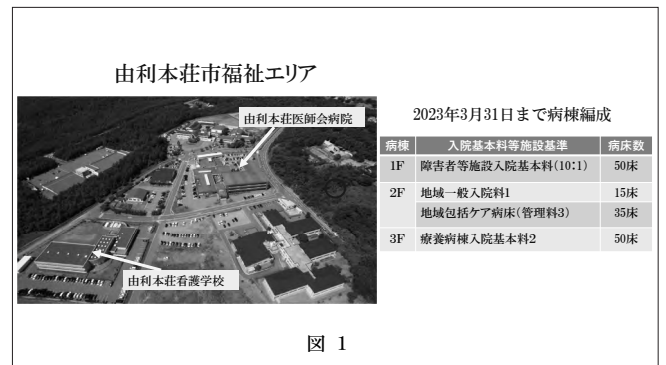 由利本荘市福祉エリア
由利本荘医師会病院
由利本荘看護学校
2023年3月31日まで病棟編成
病棟 入院基本料等施設基準 病床数
1F 障害者等施設入院基本料(10:1) 50床
2F 地域一般入院料1 15床
地域包括ケア病床(管理料3) 35床
3F 療養病棟入院基本料2 50床
図 1